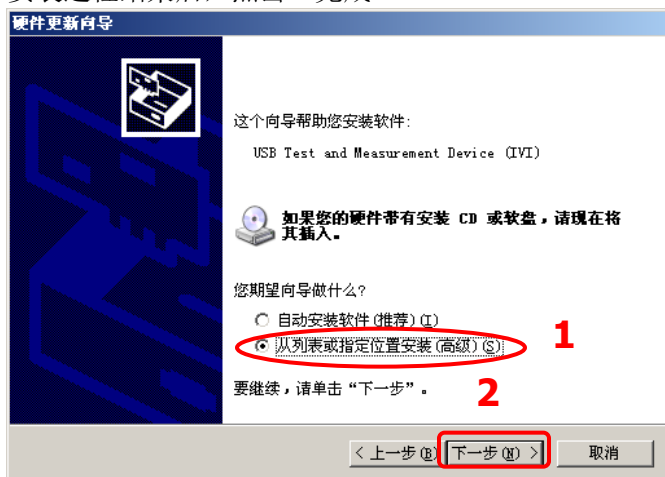 硬件更新向导
这个向导帮助您安装软件:
USB Test and Measurement Device (IVI)
如果您的硬件带有安装 CD 或软盘，请现在将
其插入。
您期望向导做什么?
自动安装软件(推荐)(I)
从列表或指定位置安装(高级)(S)
1
要继续，请单击“下一步”。
2
< 上一步(B)
下一步(N) >
取消